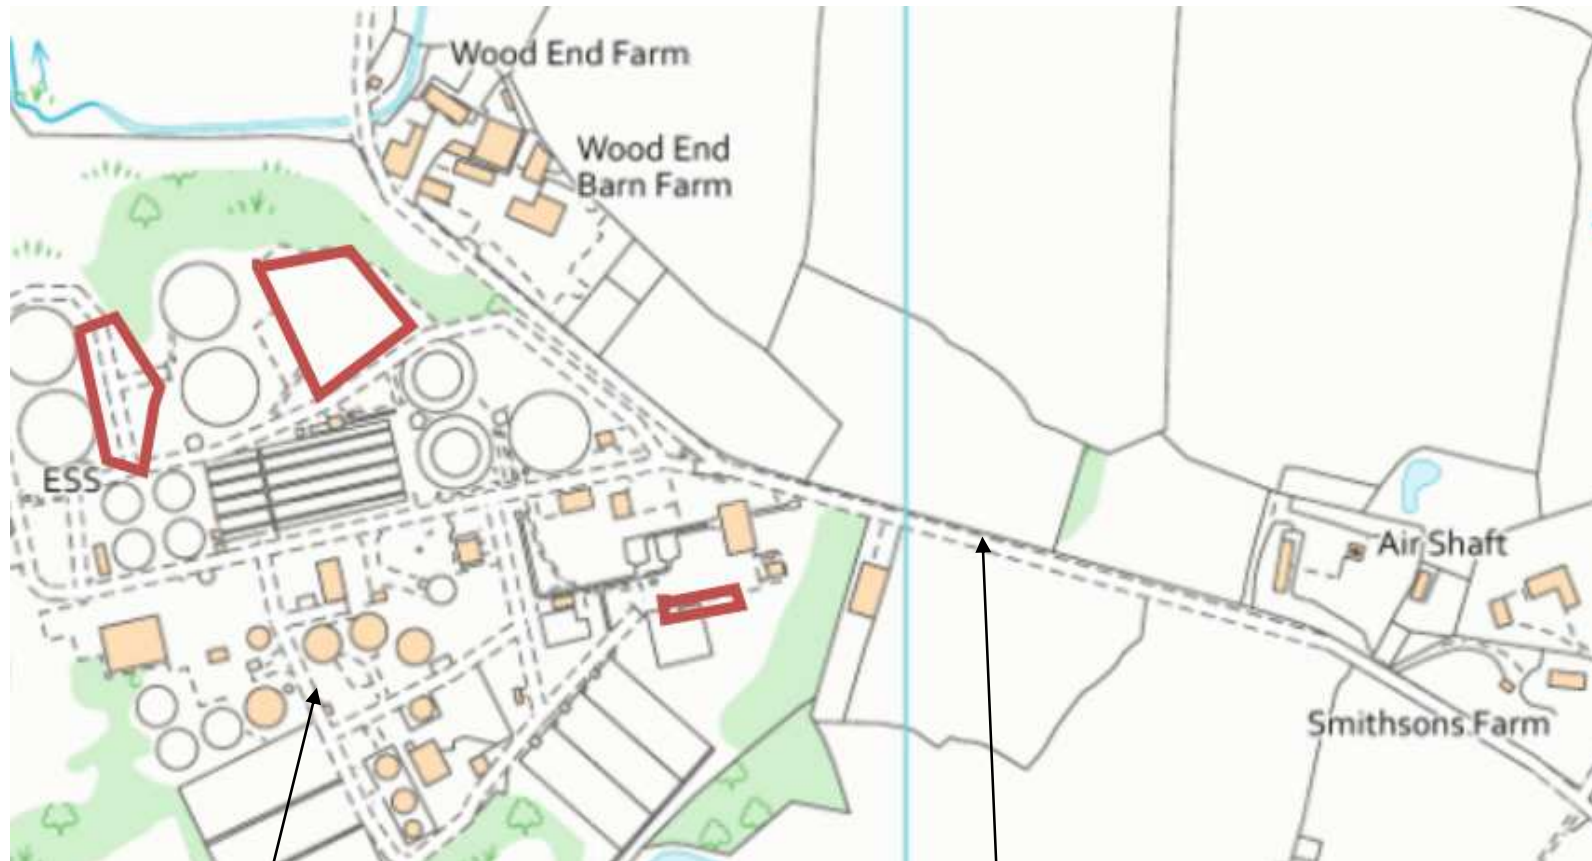 Wood End Farm
Wood End
Barn Farm
ESS
Air Shaft
Smithsons Farm